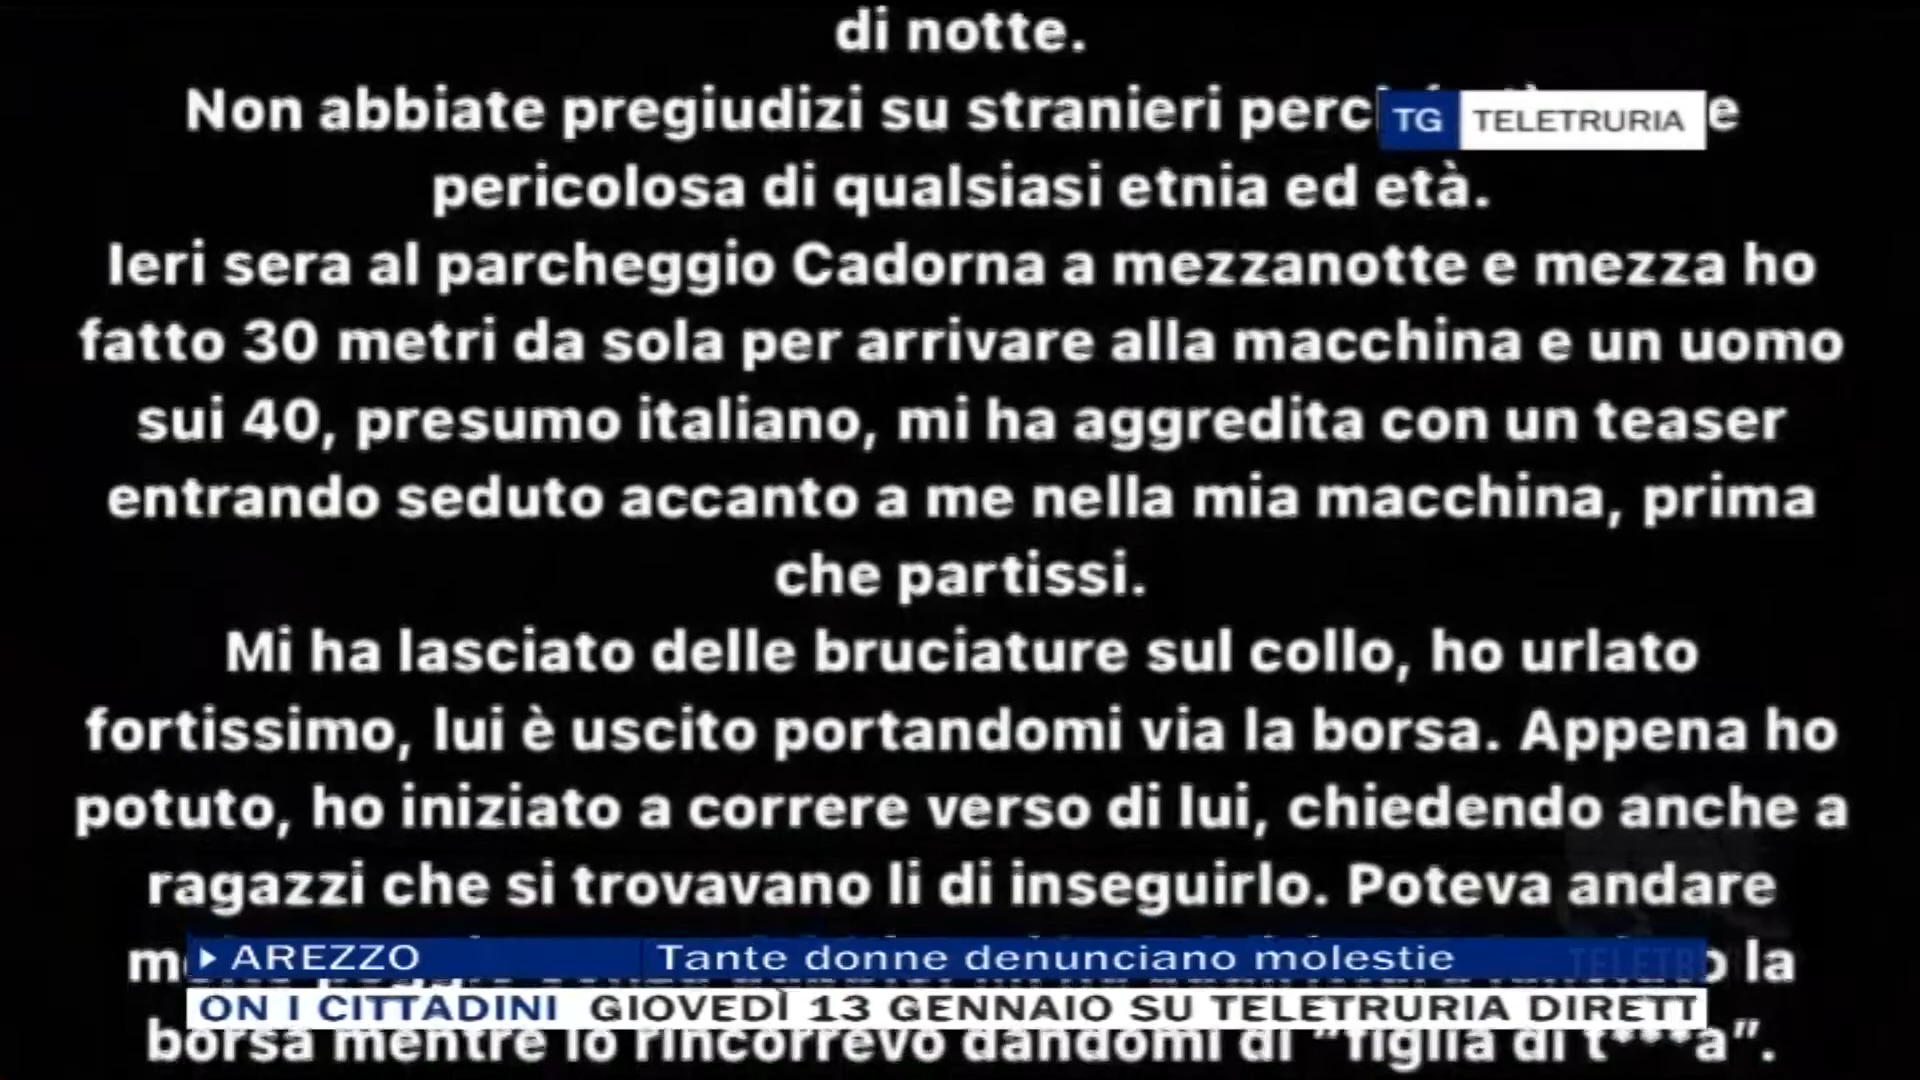 di notte.
Non abbiate pregiudizi su stranieri
TG TELETRURIA
pericolosa di qualsiasi etnia ed età.
Ieri sera al parcheggio Cadorna a mezzanotte e mezza ho
fatto 30 metri da sola per arrivare alla macchina e un uomo
sui 40, presumo italiano, mi ha aggredita con un teaser
entrando seduto accanto a me nella mia macchina, prima
che partissi.
Mi ha lasciato delle bruciature sul collo, ho urlato
fortissimo, lui è uscito portandomi via la borsa. Appena ho
potuto, ho iniziato a correre verso di lui, chiedendo anche a
ragazzi che si trovavano li di inseguirlo. Poteva andare
la
AREZZO Tante donne denunciano molestie
ON I CITTADINI GIOVEDÌ 13 GENNAIO SU TELETRURIA DIRETT
borsa mentre lo rincorrevo dandomi di "figlia di t***a".